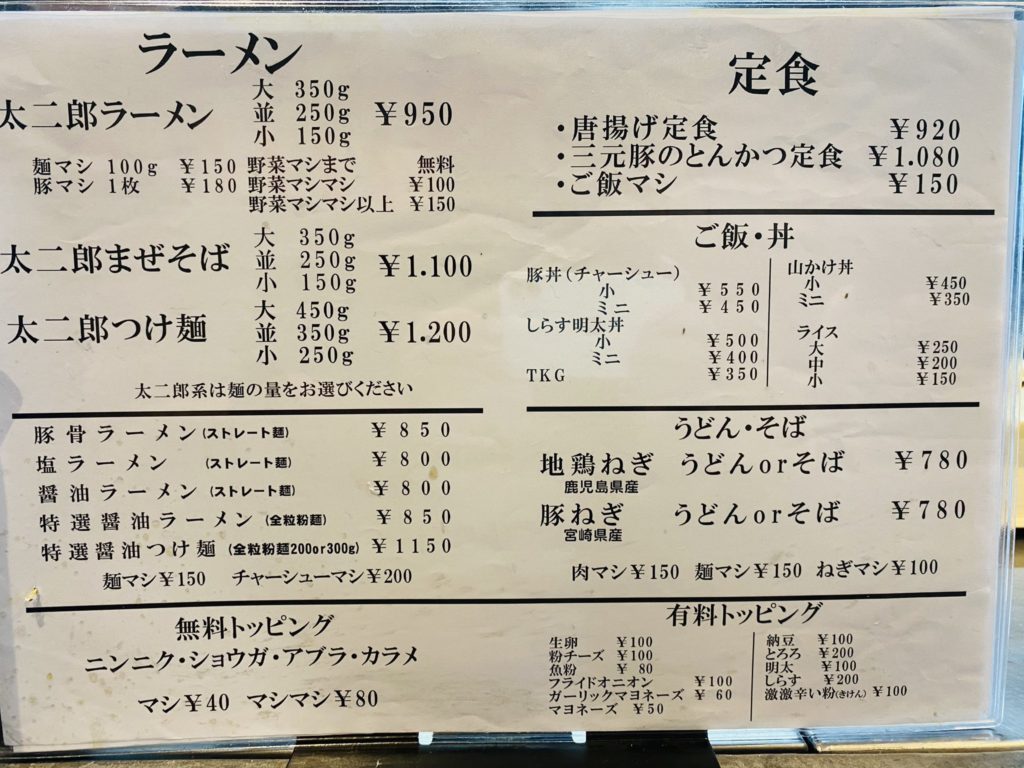 ラーメン
太二郎ラーメン 大 350g 並 250g 小 150g ¥950
麺マシ 100g ¥150 野菜マシまで 無料
豚マシ 1枚 ¥180 野菜マシマシ ¥100
野菜マシマシ以上 ¥150
太二郎まぜそば 大 350g 並 250g 小 150g ¥1.100
太二郎つけ麺 大 450g 並 350g 小 250g ¥1.200
太二郎系は麺の量をお選びください
豚骨ラーメン(ストレート麺) ¥850
塩ラーメン (ストレート麺) ¥800
醤油ラーメン(ストレート麺) ¥800
特選醤油ラーメン(全粒粉麺) ¥850
特選醤油つけ麺(全粒粉麺200or300g) ¥1150
麺マシ¥150 チャーシューマシ¥200
無料トッピング
ニンニク・ショウガ・アブラ・カラメ
マシ¥40 マシマシ¥80
定食
・唐揚げ定食 ¥920
・三元豚のとんかつ定食 ¥1.080
・ご飯マシ ¥150
ご飯・丼
豚丼(チャーシュー)
小 ¥550
ミニ ¥450
しらす明太丼
小 ¥500
ミニ ¥400
TKG ¥350
山かけ丼
小 ¥450
ミニ ¥350
ライス
大 ¥250
中 ¥200
小 ¥150
うどん・そば
地鶏ねぎ うどんorそば ¥780
鹿児島県産
豚ねぎ うどんorそば ¥780
宮崎県産
肉マシ¥150 麺マシ¥150 ねぎマシ¥100
有料トッピング
生卵 ¥100
粉チーズ ¥100
魚粉 ¥80
フライドオニオン ¥100
ガーリックマヨネーズ ¥60
マヨネーズ ¥50
納豆 ¥100
とろろ ¥200
明太 ¥100
しらす ¥200
激激辛い粉(きけん) ¥100